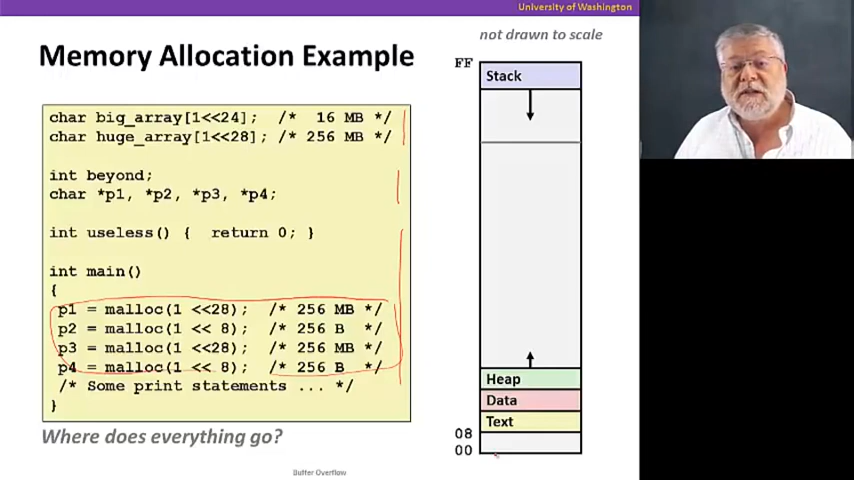 University of Washington
Memory Allocation Example
not drawn to scale
char big_array[1<<24]; /* 16 MB */
char huge_array[1<<28]; /* 256 MB */
int beyond;
char *p1, *p2, *p3, *p4;
int useless() { return 0; }
int main()
{
p1 = malloc(1 <<28); /* 256 MB */
p2 = malloc(1 << 8); /* 256 B */
p3 = malloc(1 <<28); /* 256 MB */
p4 = malloc(1 << 8); /* 256 B */
/* Some print statements ... */
}
Where does everything go?
FF
Stack
Heap
Data
Text
08
00
Buffer Overflow